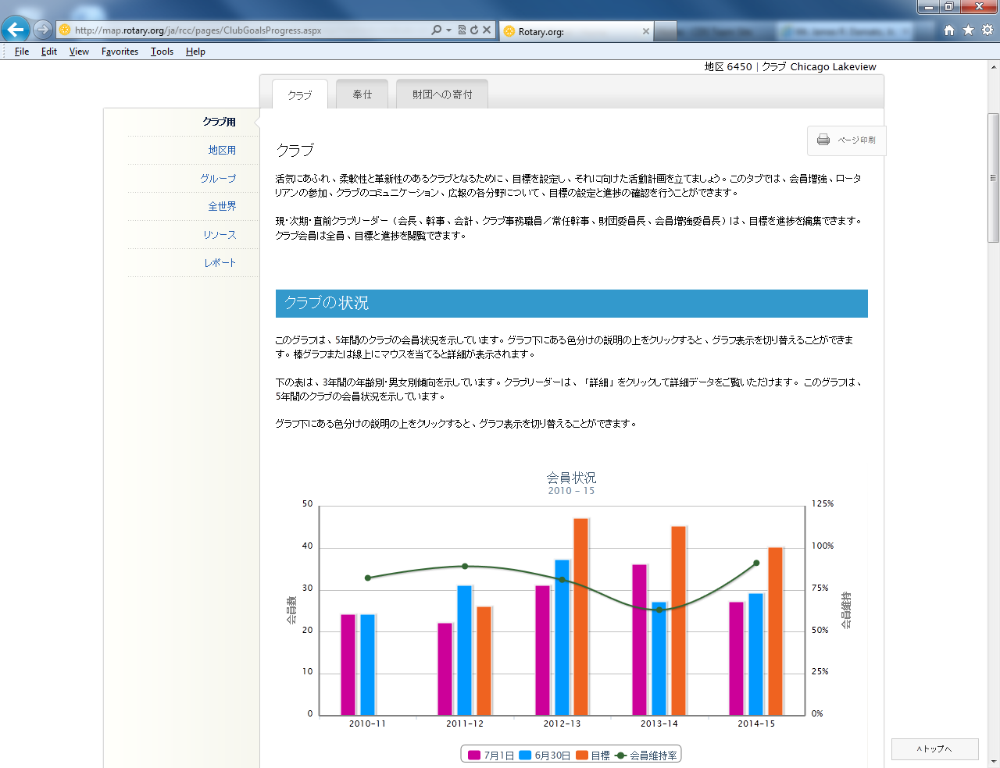 http://map.rotary.org/ja/rcc/pages/ClubGoalsProgress.aspx
Rotary.org:
File Edit View Favorites Tools Help
地区 6450 | クラブ Chicago Lakeview
クラブ 奉仕 財団への寄付
クラブ用
地区用
グループ
全世界
リソース
レポート
ページ印刷
クラブ
活気にあふれ、柔軟性と革新性のあるクラブとなるために、目標を設定し、それに向けた活動計画を立てましょう。このタブでは、会員増強、ロータ
リアンの参加、クラブのコミュニケーション、広報の各分野について、目標の設定と進捗の確認を行うことができます。
現・次期・直前クラブリーダー（会長、幹事、会計、クラブ事務職員／常任幹事、財団委員長、会員増強委員長）は、目標を進捗を編集できます。
クラブ会員は全員、目標と進捗を閲覧できます。
クラブの状況
このグラフは、5年間のクラブの会員状況を示しています。グラフ下にある色分けの説明の上をクリックすると、グラフ表示を切り替えることができま
す。棒グラフまたは線上にマウスを当てると詳細が表示されます。
下の表は、3年間の年齢別・男女別傾向を示しています。クラブリーダーは、「詳細」をクリックして詳細データをご覧いただけます。 このグラフは、
5年間のクラブの会員状況を示しています。
グラフ下にある色分けの説明の上をクリックすると、グラフ表示を切り替えることができます。
会員状況
2010 – 15
50 125%
40 100%
30 75%
20 50%
10 25%
0 0%
会員数
会員維持
2010-11 2011-12 2012-13 2013-14 2014-15
7月1日 6月30日 目標 会員維持率
^トップへ